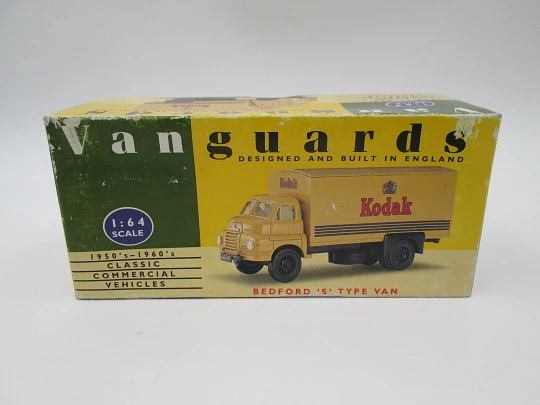 Vanguards
DESIGNED AND BUILT IN ENGLAND
1:64
SCALE
1950's-1960's
CLASSIC
COMMERCIAL
VEHICLES
Kodak
Kodak
BEDFORD 'S' TYPE VAN